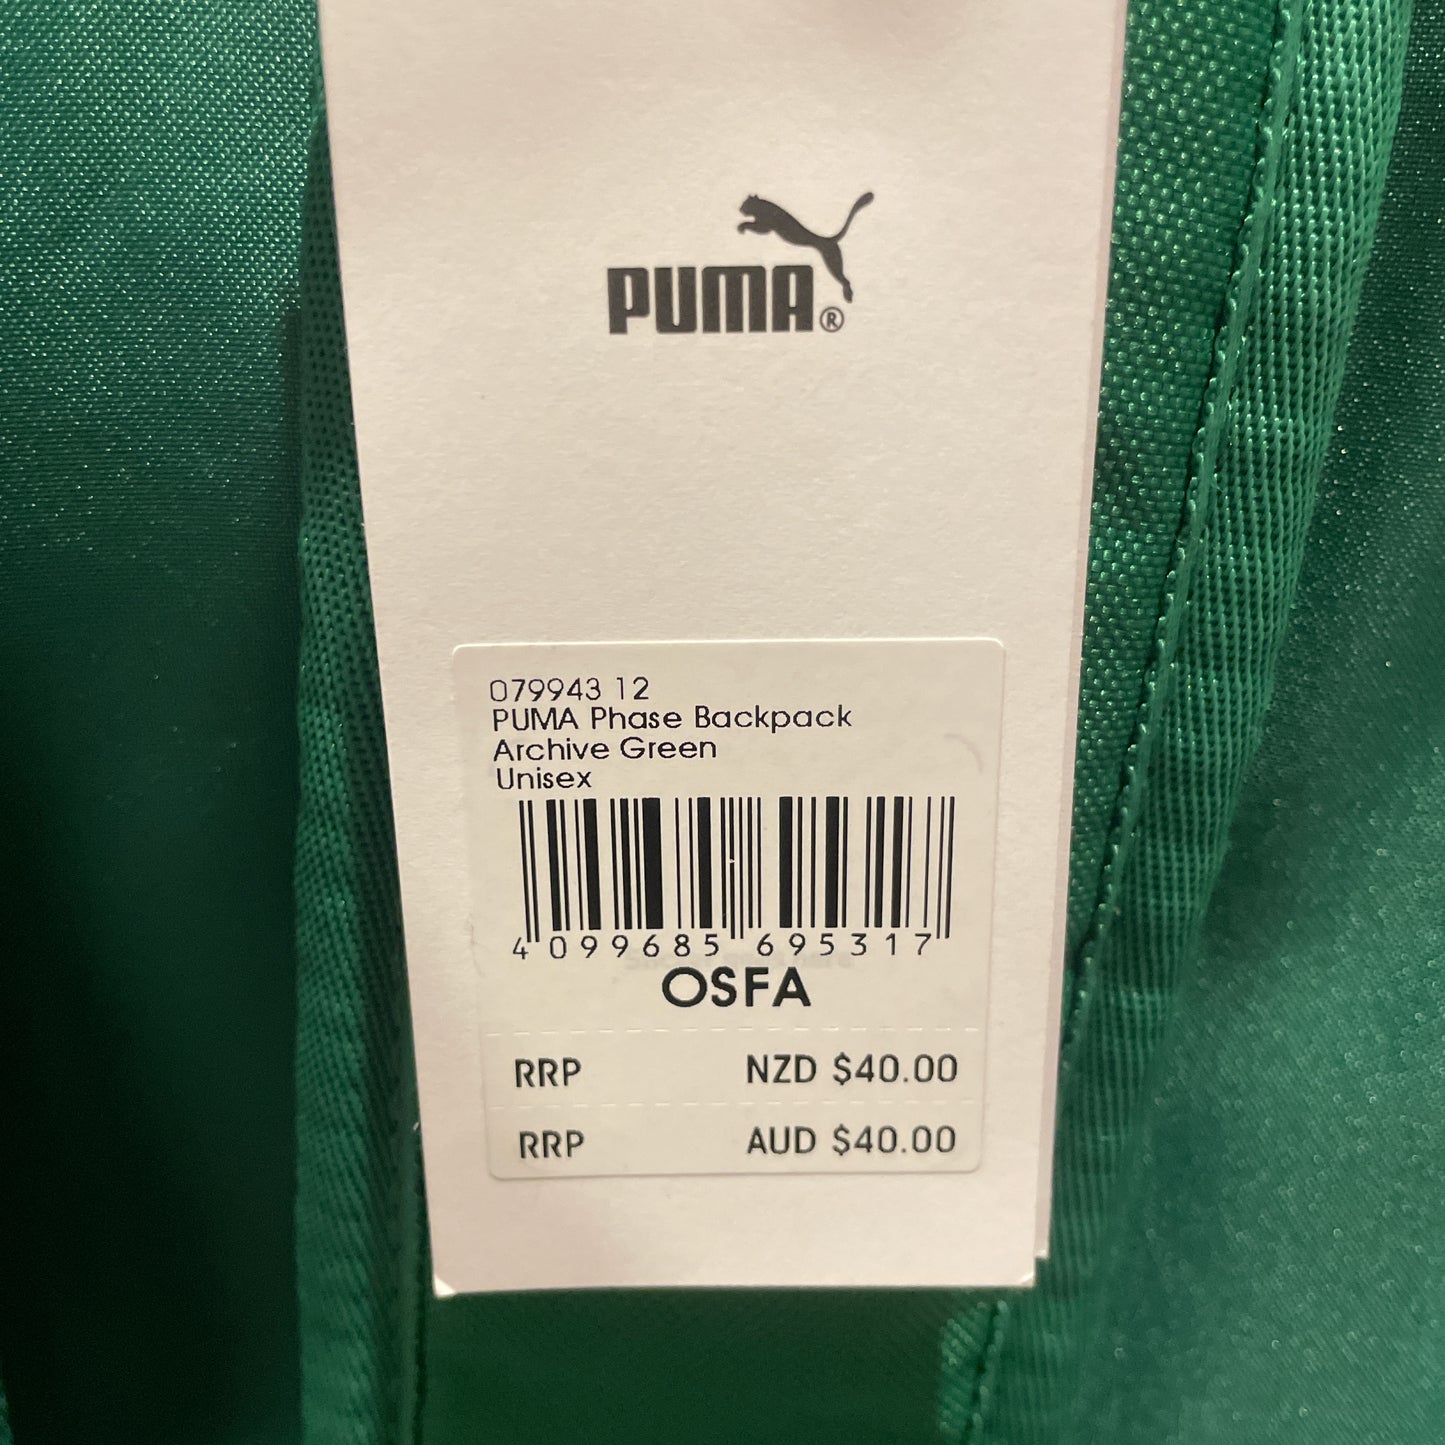 PUMA®
079943 12
PUMA Phase Backpack
Archive Green
Unisex
4 099685 695317
OSFA
RRP NZD $40.00
RRP AUD $40.00